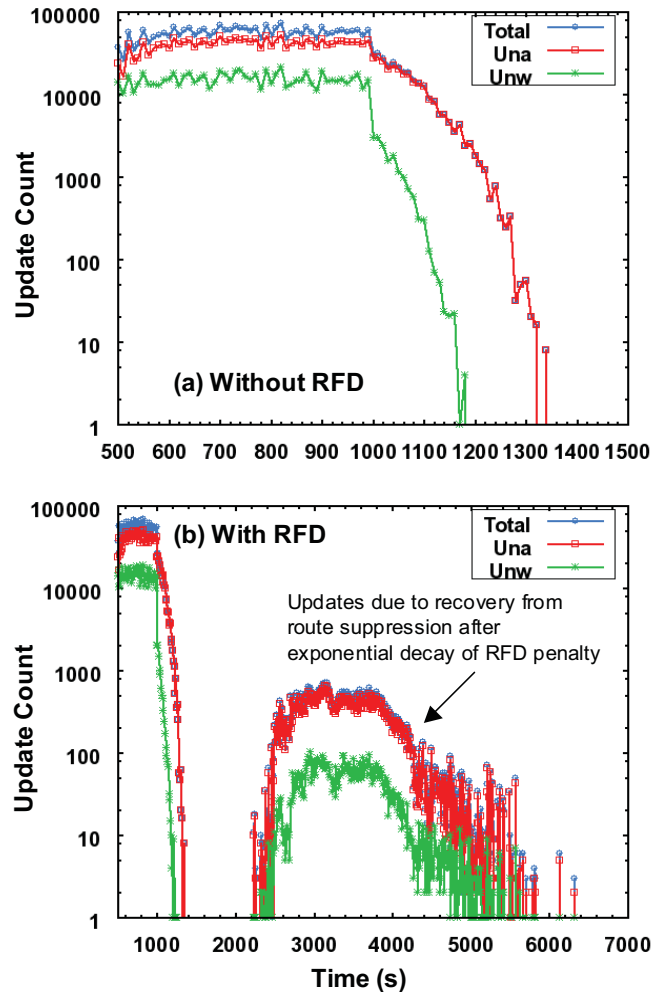 100000
10000
1000
100
10
1
Update Count
Total
Una
Unw
(a) Without RFD
500 600 700 800 900 1000 1100 1200 1300 1400 1500
100000
10000
1000
100
10
1
Update Count
(b) With RFD
Total
Una
Unw
Updates due to recovery from
route suppression after
exponential decay of RFD penalty
1000 2000 3000 4000 5000 6000 7000
Time (s)